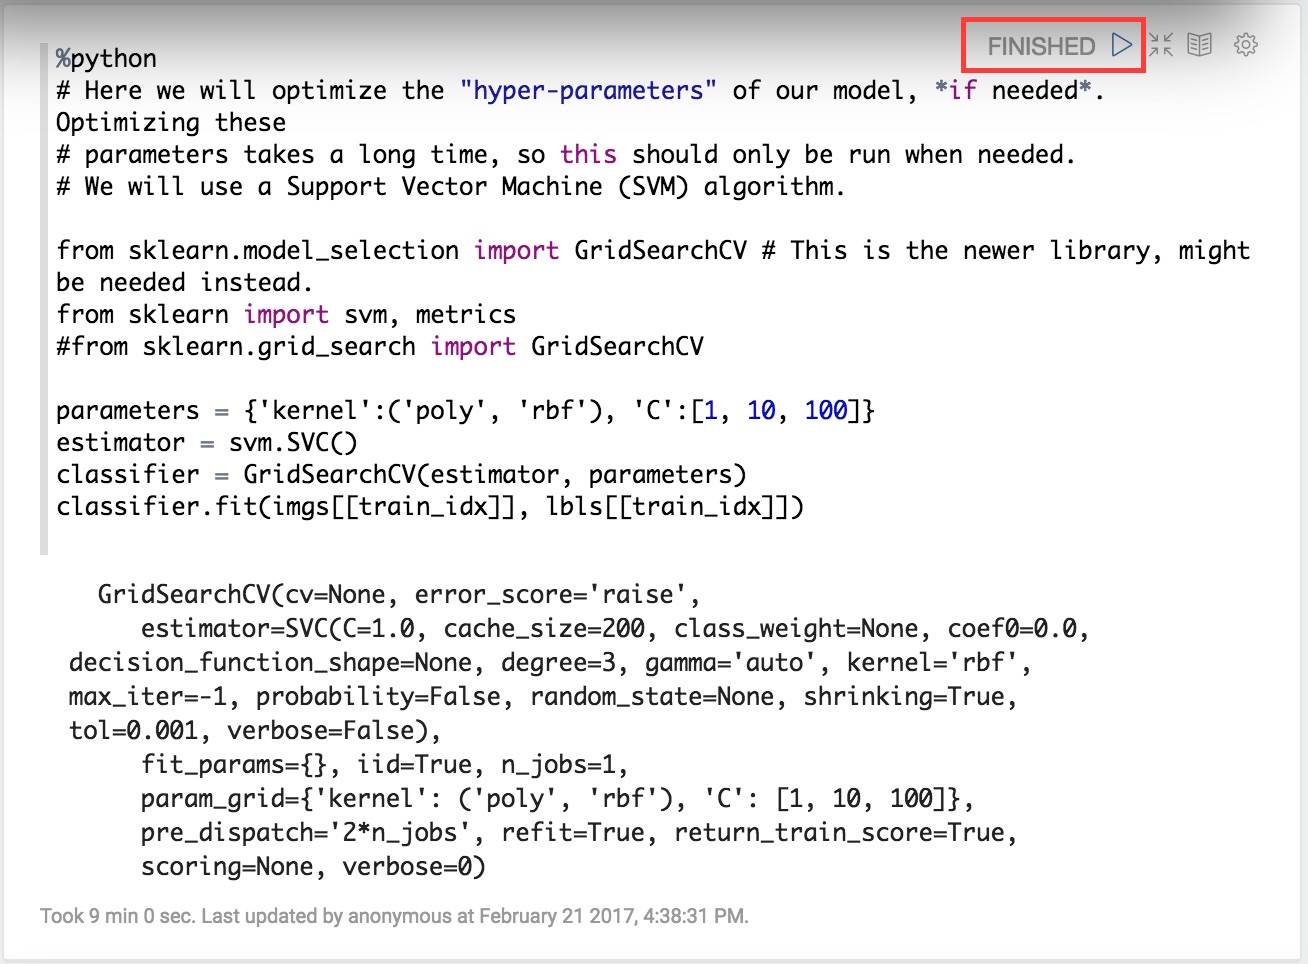 FINISHED
%python
# Here we will optimize the "hyper-parameters" of our model, *if needed*.
Optimizing these
# parameters takes a long time, so this should only be run when needed.
# We will use a Support Vector Machine (SVM) algorithm.
from sklearn.model_selection import GridSearchCV # This is the newer library, might
be needed instead.
from sklearn import svm, metrics
#from sklearn.grid_search import GridSearchCV
parameters = {'kernel':('poly', 'rbf'), 'C':[1, 10, 100]}
estimator = svm.SVC()
classifier = GridSearchCV(estimator, parameters)
classifier.fit(imgs[[train_idx]], lbls[[train_idx]])
GridSearchCV(cv=None, error_score='raise',
estimator=SVC(C=1.0, cache_size=200, class_weight=None, coef0=0.0,
decision_function_shape=None, degree=3, gamma='auto', kernel='rbf',
max_iter=-1, probability=False, random_state=None, shrinking=True,
tol=0.001, verbose=False),
fit_params={}, iid=True, n_jobs=1,
param_grid={'kernel': ('poly', 'rbf'), 'C': [1, 10, 100]},
pre_dispatch='2*n_jobs', refit=True, return_train_score=True,
scoring=None, verbose=0)
Took 9 min 0 sec. Last updated by anonymous at February 21 2017, 4:38:31 PM.